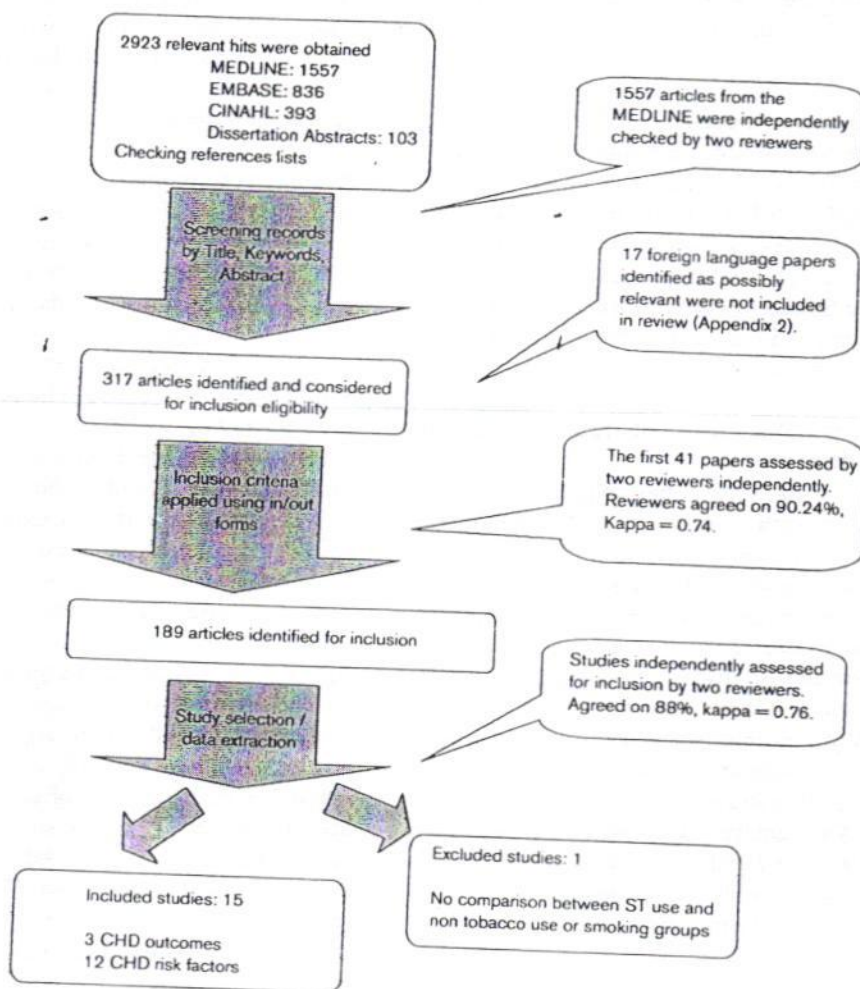 2923 relevant hits were obtained
MEDLINE: 1557
EMBASE: 836
CINAHL: 393
Dissertation Abstracts: 103
Checking references lists
1557 articles from the
MEDLINE were independently
checked by two reviewers
Screening records
by Title, Keywords,
Abstract
17 foreign language papers
identified as possibly
relevant were not included
in review (Appendix 2).
317 articles identified and considered
for inclusion eligibility
Inclusion criteria
applied using in/out
forms
The first 41 papers assessed by
two reviewers independently.
Reviewers agreed on 90.24%,
Kappa = 0.74.
189 articles identified for inclusion
Study selection /
data extraction
Studies independently assessed
for inclusion by two reviewers.
Agreed on 88%, kappa = 0.76.
Included studies: 15
3 CHD outcomes
12 CHD risk factors
Excluded studies: 1
No comparison between ST use and
non tobacco use or smoking groups